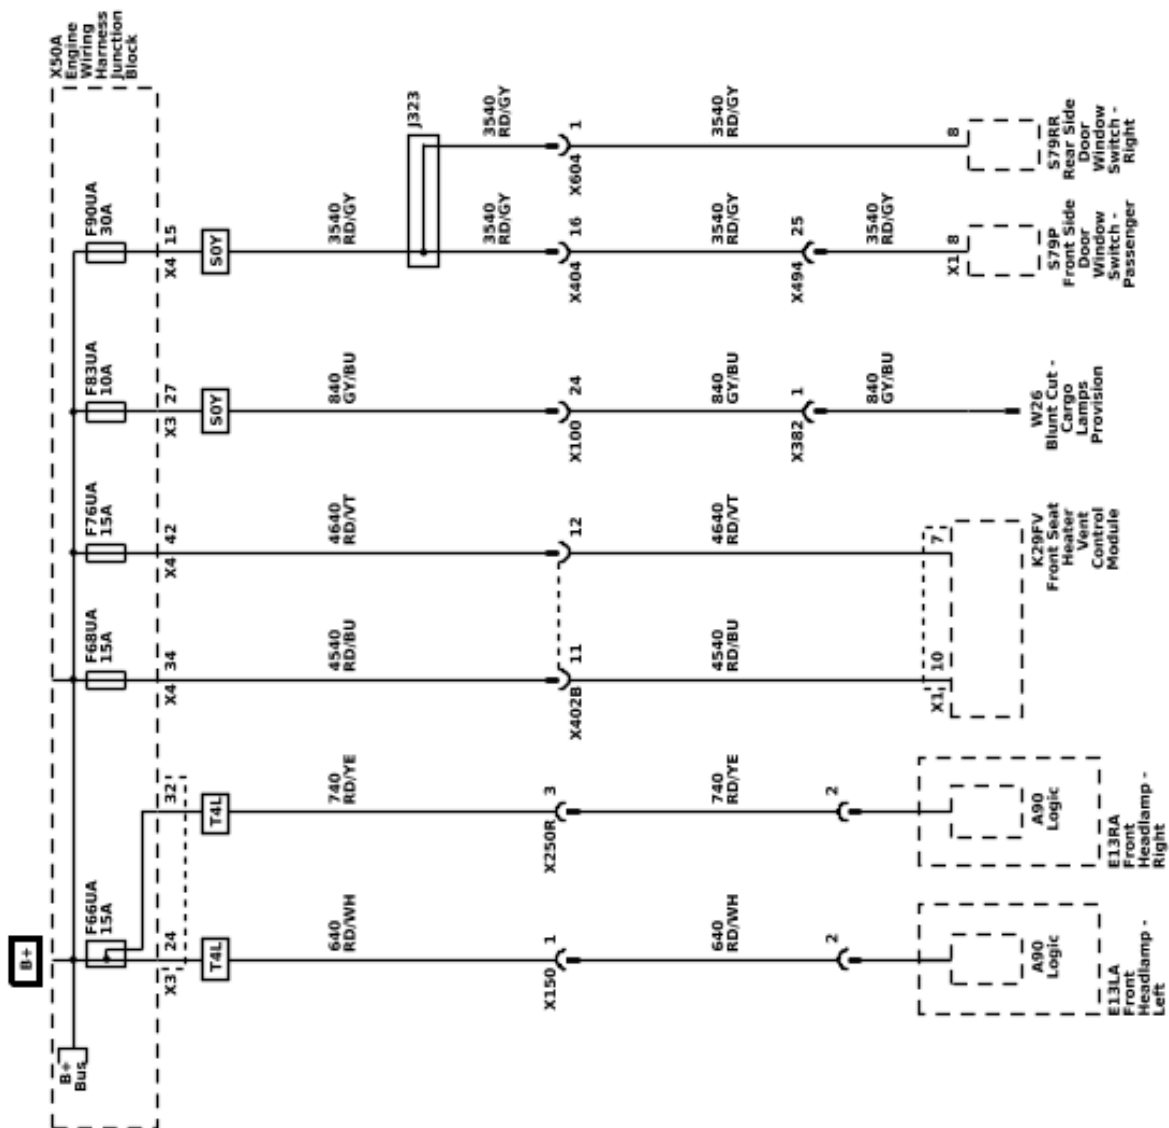 X50A
Engine
Wiring
Harness
Junction
Block
B+
B+
Bus
F66UA
15A
F68UA
15A
F76UA
15A
F83UA
10A
F90UA
30A
X3
24
32
X4
34
X4
42
X3
27
X4
15
T4L
T4L
S0Y
S0Y
640
RD/WH
740
RD/YE
4540
RD/BU
4640
RD/VT
840
GY/BU
3540
RD/GY
J323
3540
RD/GY
3540
RD/GY
X150
1
X250R
3
X402B
11
12
X100
24
X404
16
X604
1
640
RD/WH
740
RD/YE
4540
RD/BU
4640
RD/VT
840
GY/BU
3540
RD/GY
3540
RD/GY
2
2
X382
1
X494
25
840
GY/BU
3540
RD/GY
X1
10
7
X1
8
8
A90
Logic
E13LA
Front
Headlamp -
Left
A90
Logic
E13RA
Front
Headlamp -
Right
K29FV
Front Seat
Heater
Vent
Control
Module
W26
Blunt Cut -
Cargo
Lamps
Provision
S79P
Front Side
Door
Window
Switch -
Passenger
S79RR
Rear Side
Door
Window
Switch -
Right